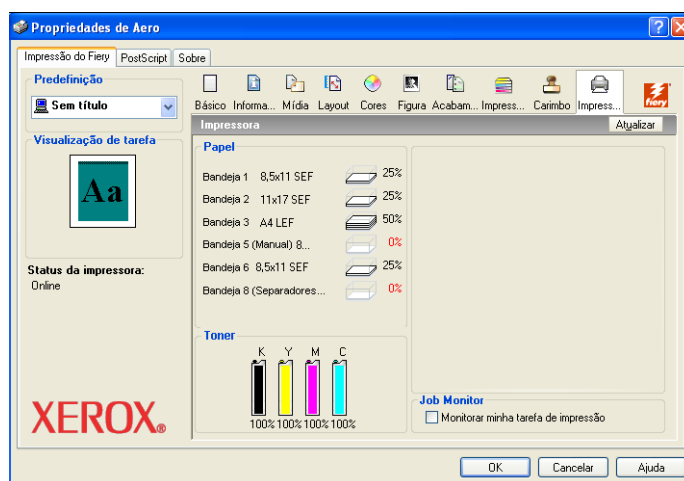 Propriedades de Aero
Impressão do Fiery PostScript Sobre
Predefinição
Sem título
Visualização de tarefa
Aa
Status da impressora:
Online
XEROX®
Básico Informa... Mídia Layout Cores Figura Acabam... Impress... Carimbo Impress...
fiery
Impressora
Atualizar
Papel
Bandeja 1 8,5x11 SEF 25%
Bandeja 2 11x17 SEF 25%
Bandeja 3 A4 LEF 50%
Bandeja 5 (Manual) 8... 0%
Bandeja 6 8,5x11 SEF 25%
Bandeja 8 (Separadores... 0%
Toner
K Y M C
100% 100% 100% 100%
Job Monitor
Monitorar minha tarefa de impressão
OK Cancelar Ajuda